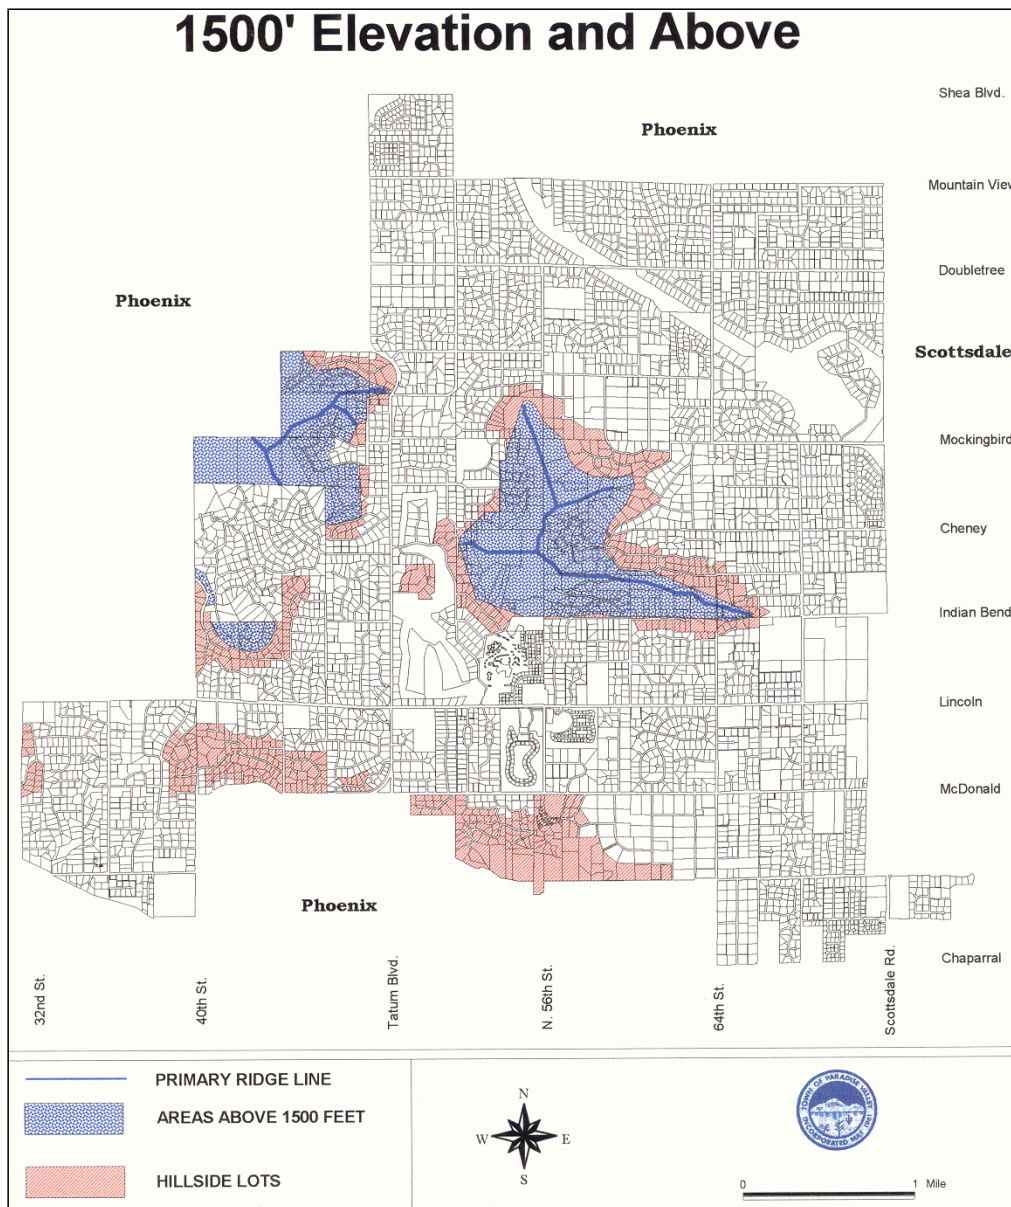 1500' Elevation and Above
Shea Blvd.
Phoenix
Mountain View
Doubletree
Phoenix
Scottsdale
Mockingbird
Cheney
Indian Bend
Lincoln
McDonald
Phoenix
Chaparral
32nd St.
40th St.
Tatum Blvd.
N. 56th St.
64th St.
Scottsdale Rd.
PRIMARY RIDGE LINE
AREAS ABOVE 1500 FEET
HILLSIDE LOTS
N
W
E
S
TOWN OF PARADISE VALLEY
INCORPORATED MAY 1961
0
1 Mile